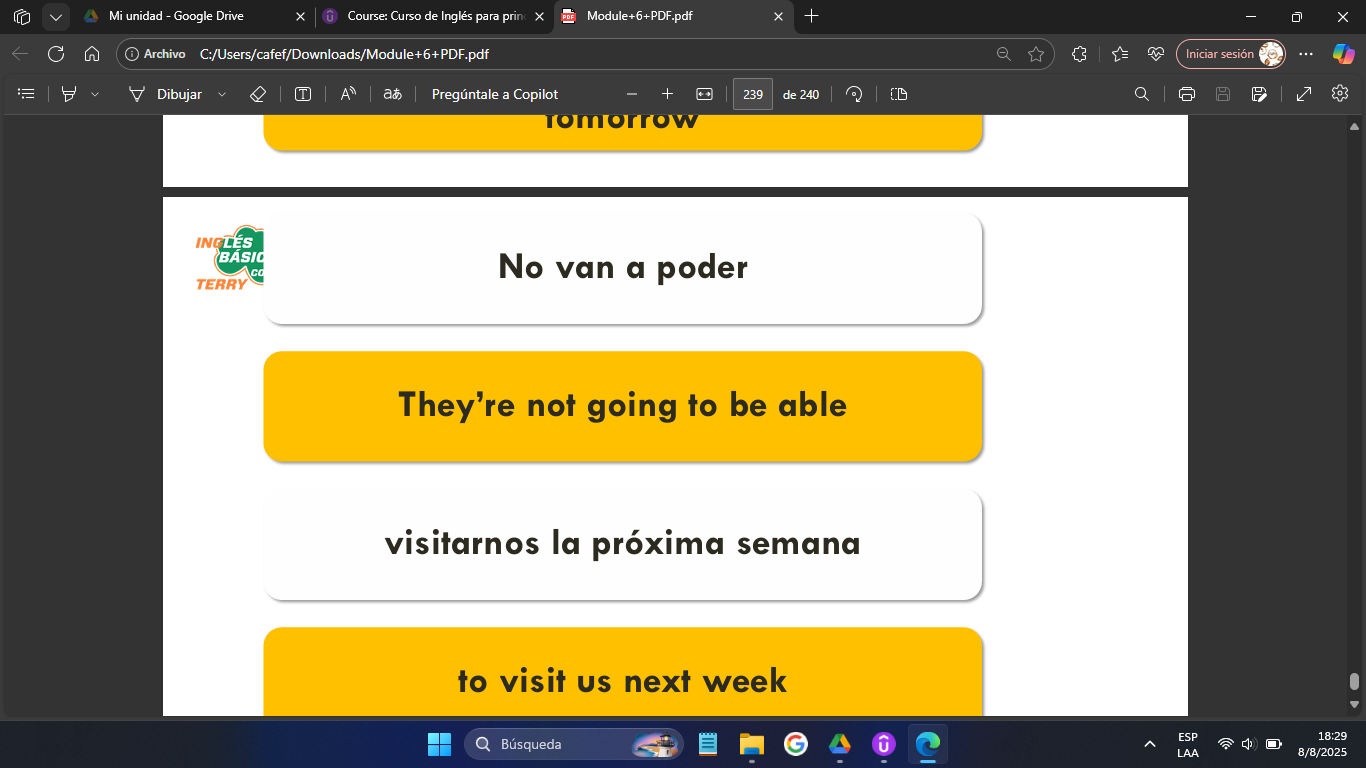 Mi unidad - Google Drive
Course: Curso de Inglés para prin
Module+6+PDF.pdf
Archivo
C:/Users/cafef/Downloads/Module+6+PDF.pdf
Iniciar sesión
Dibujar
Pregúntale a Copilot
239
de 240
tomorrow
INGLÉS
BÁSIC
CO
TERRY
No van a poder
They're not going to be able
visitarnos la próxima semana
to visit us next week
Búsqueda
ESP
LAA
18:29
8/8/2025